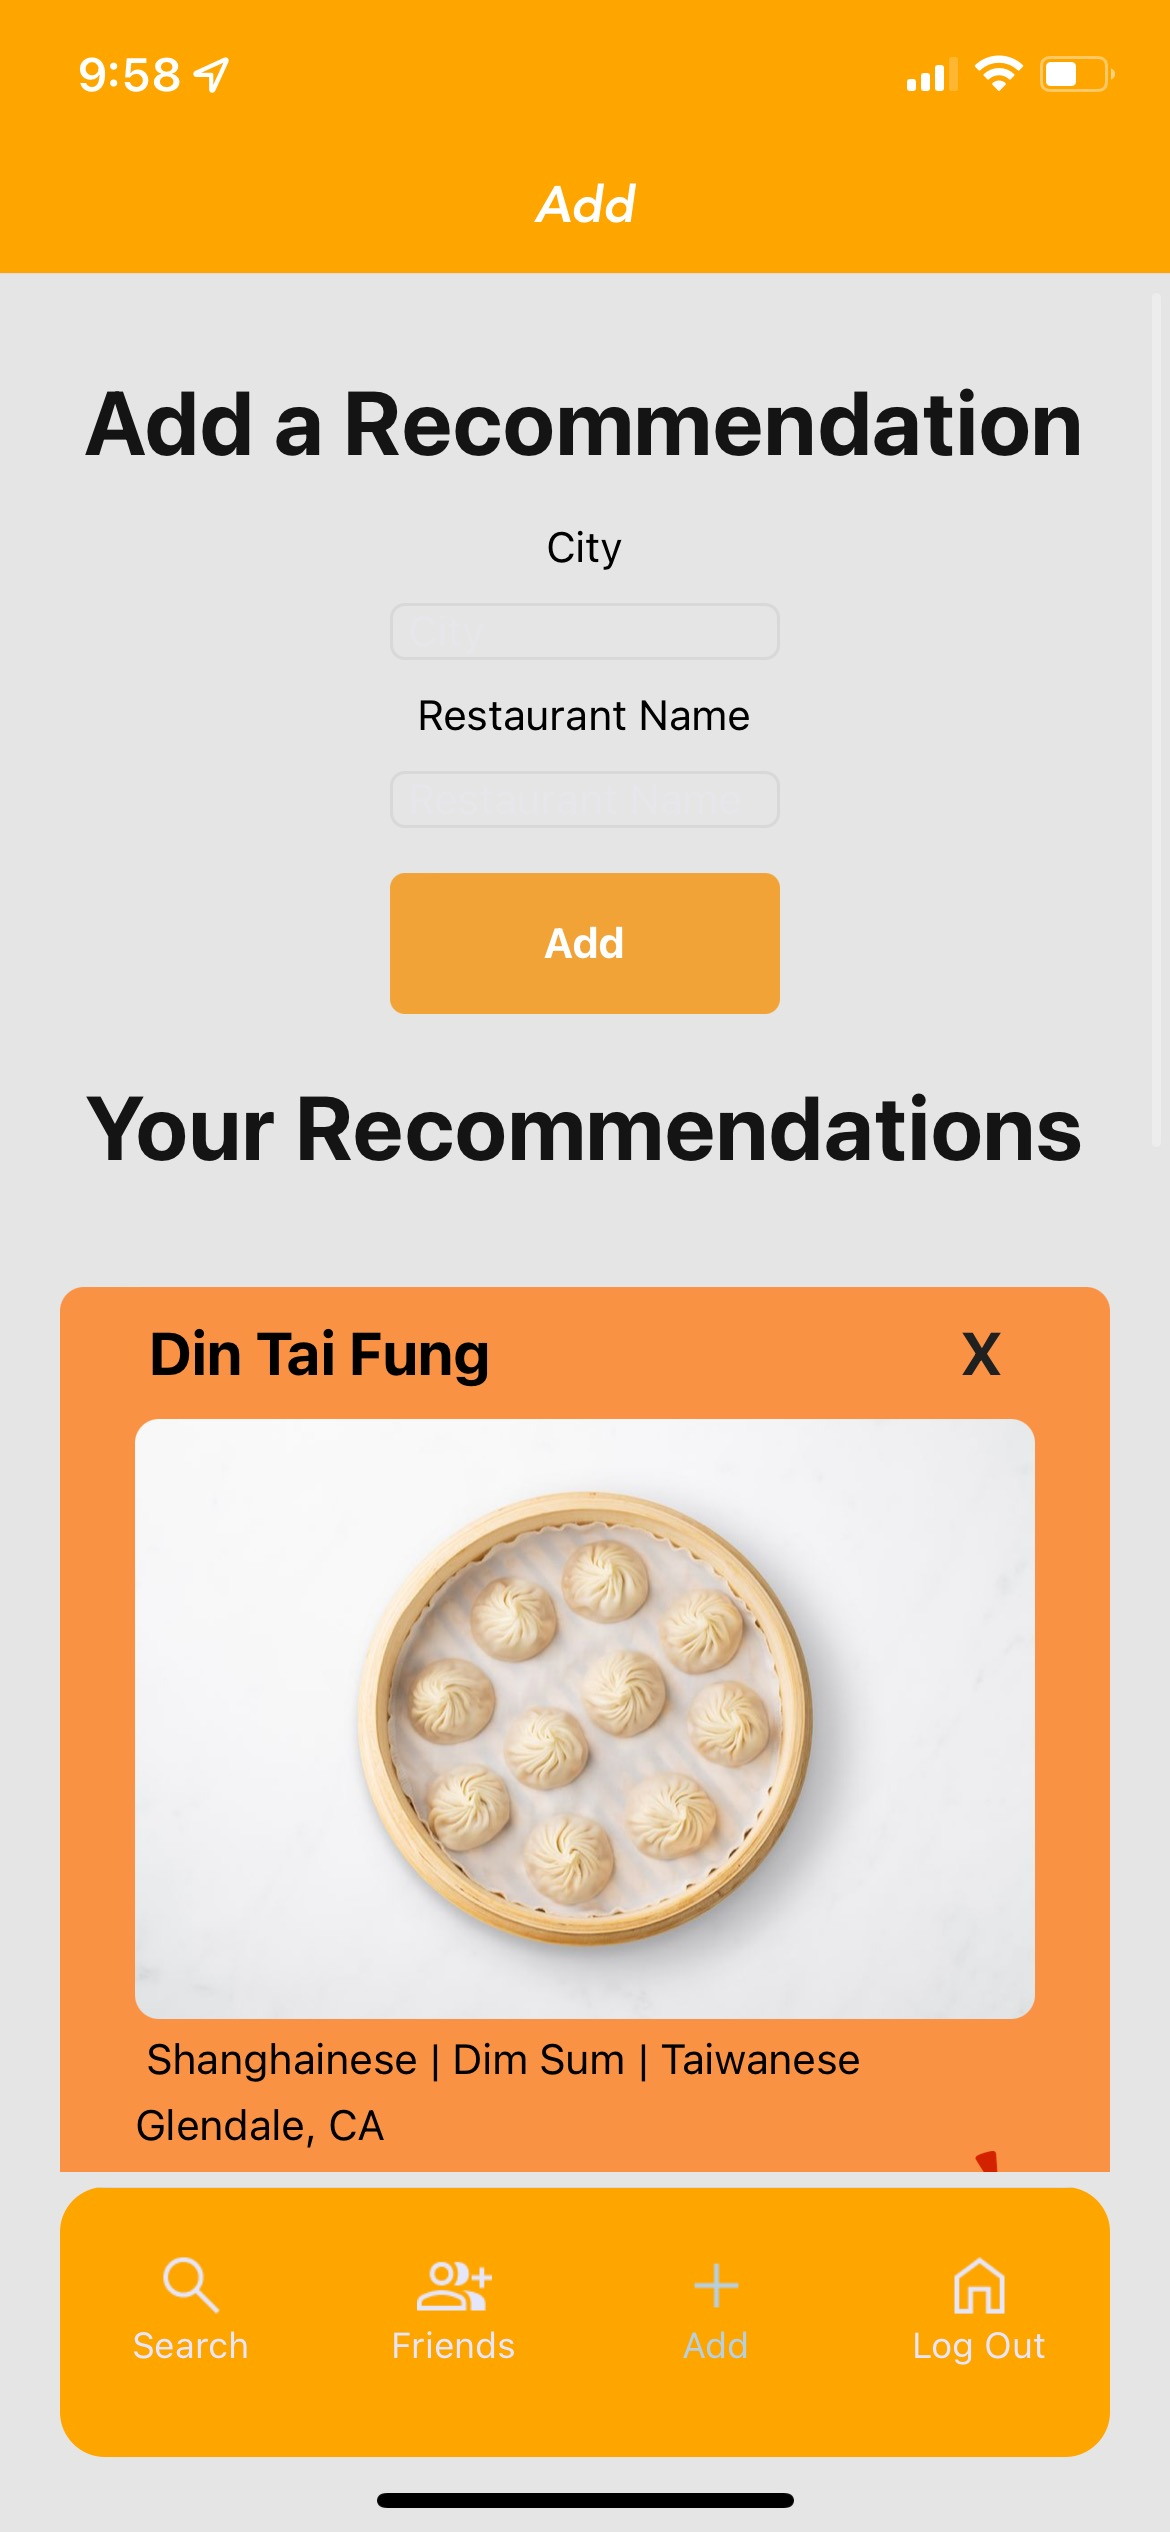 9:58
Add
Add a Recommendation
City
City
Restaurant Name
Restaurant Name
Add
Your Recommendations
Din Tai Fung X
Shanghainese | Dim Sum | Taiwanese
Glendale, CA
Search Friends Add Log Out